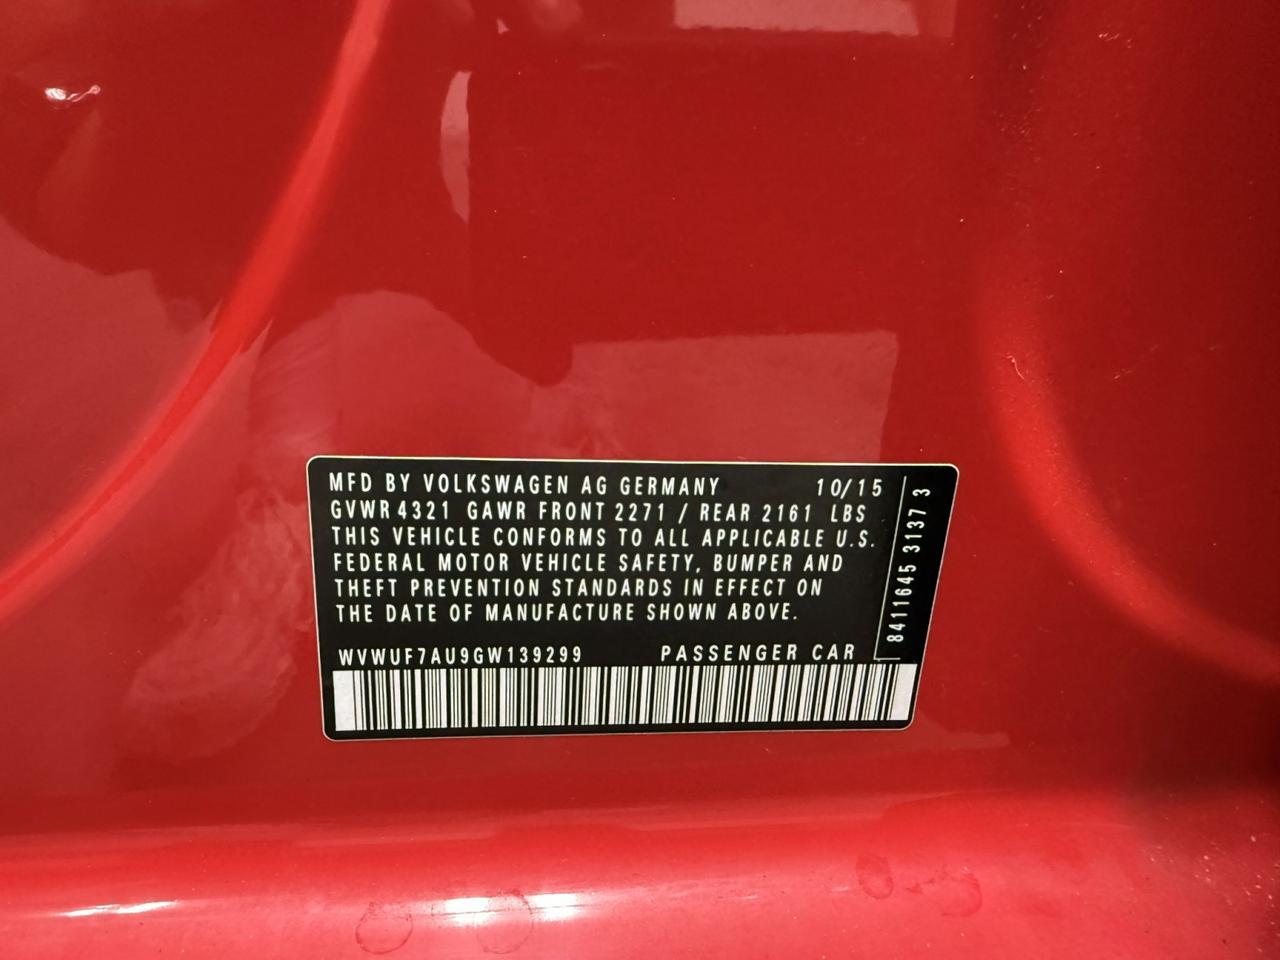 MFD BY VOLKSWAGEN AG GERMANY 10/15
GVWR 4321 GAWR FRONT 2271 / REAR 2161 LBS
THIS VEHICLE CONFORMS TO ALL APPLICABLE U.S.
FEDERAL MOTOR VEHICLE SAFETY, BUMPER AND
THEFT PREVENTION STANDARDS IN EFFECT ON
THE DATE OF MANUFACTURE SHOWN ABOVE.
WVWUF7AU9GW139299 PASSENGER CAR
8411645 3137 3